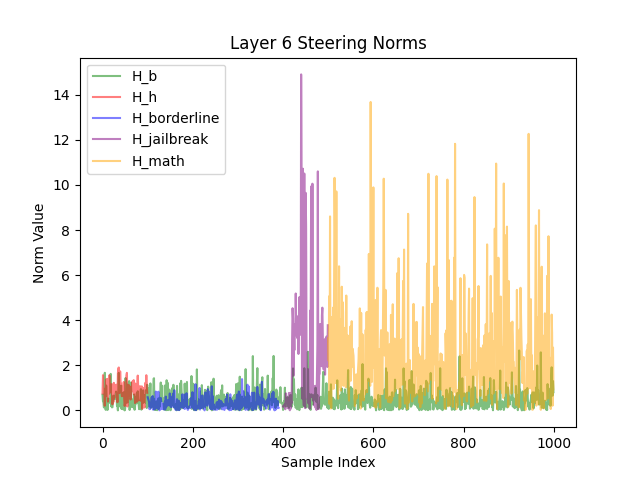 Layer 6 Steering Norms
H_b
H_h
H_borderline
H_jailbreak
H_math
Norm Value
14
12
10
8
6
4
2
0
0
200
400
600
800
1000
Sample Index